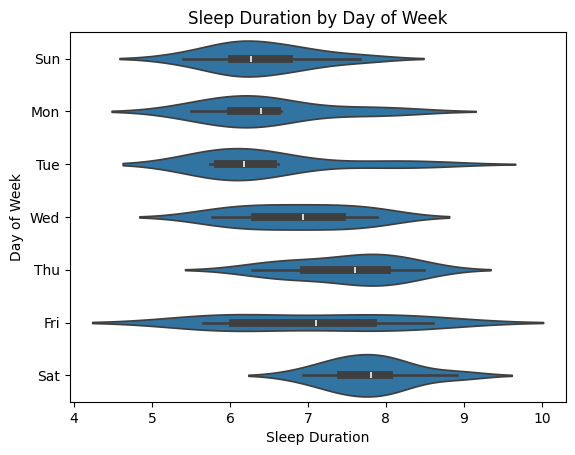 Sleep Duration by Day of Week
Day of Week
Sun
Mon
Tue
Wed
Thu
Fri
Sat
4 5 6 7 8 9 10
Sleep Duration